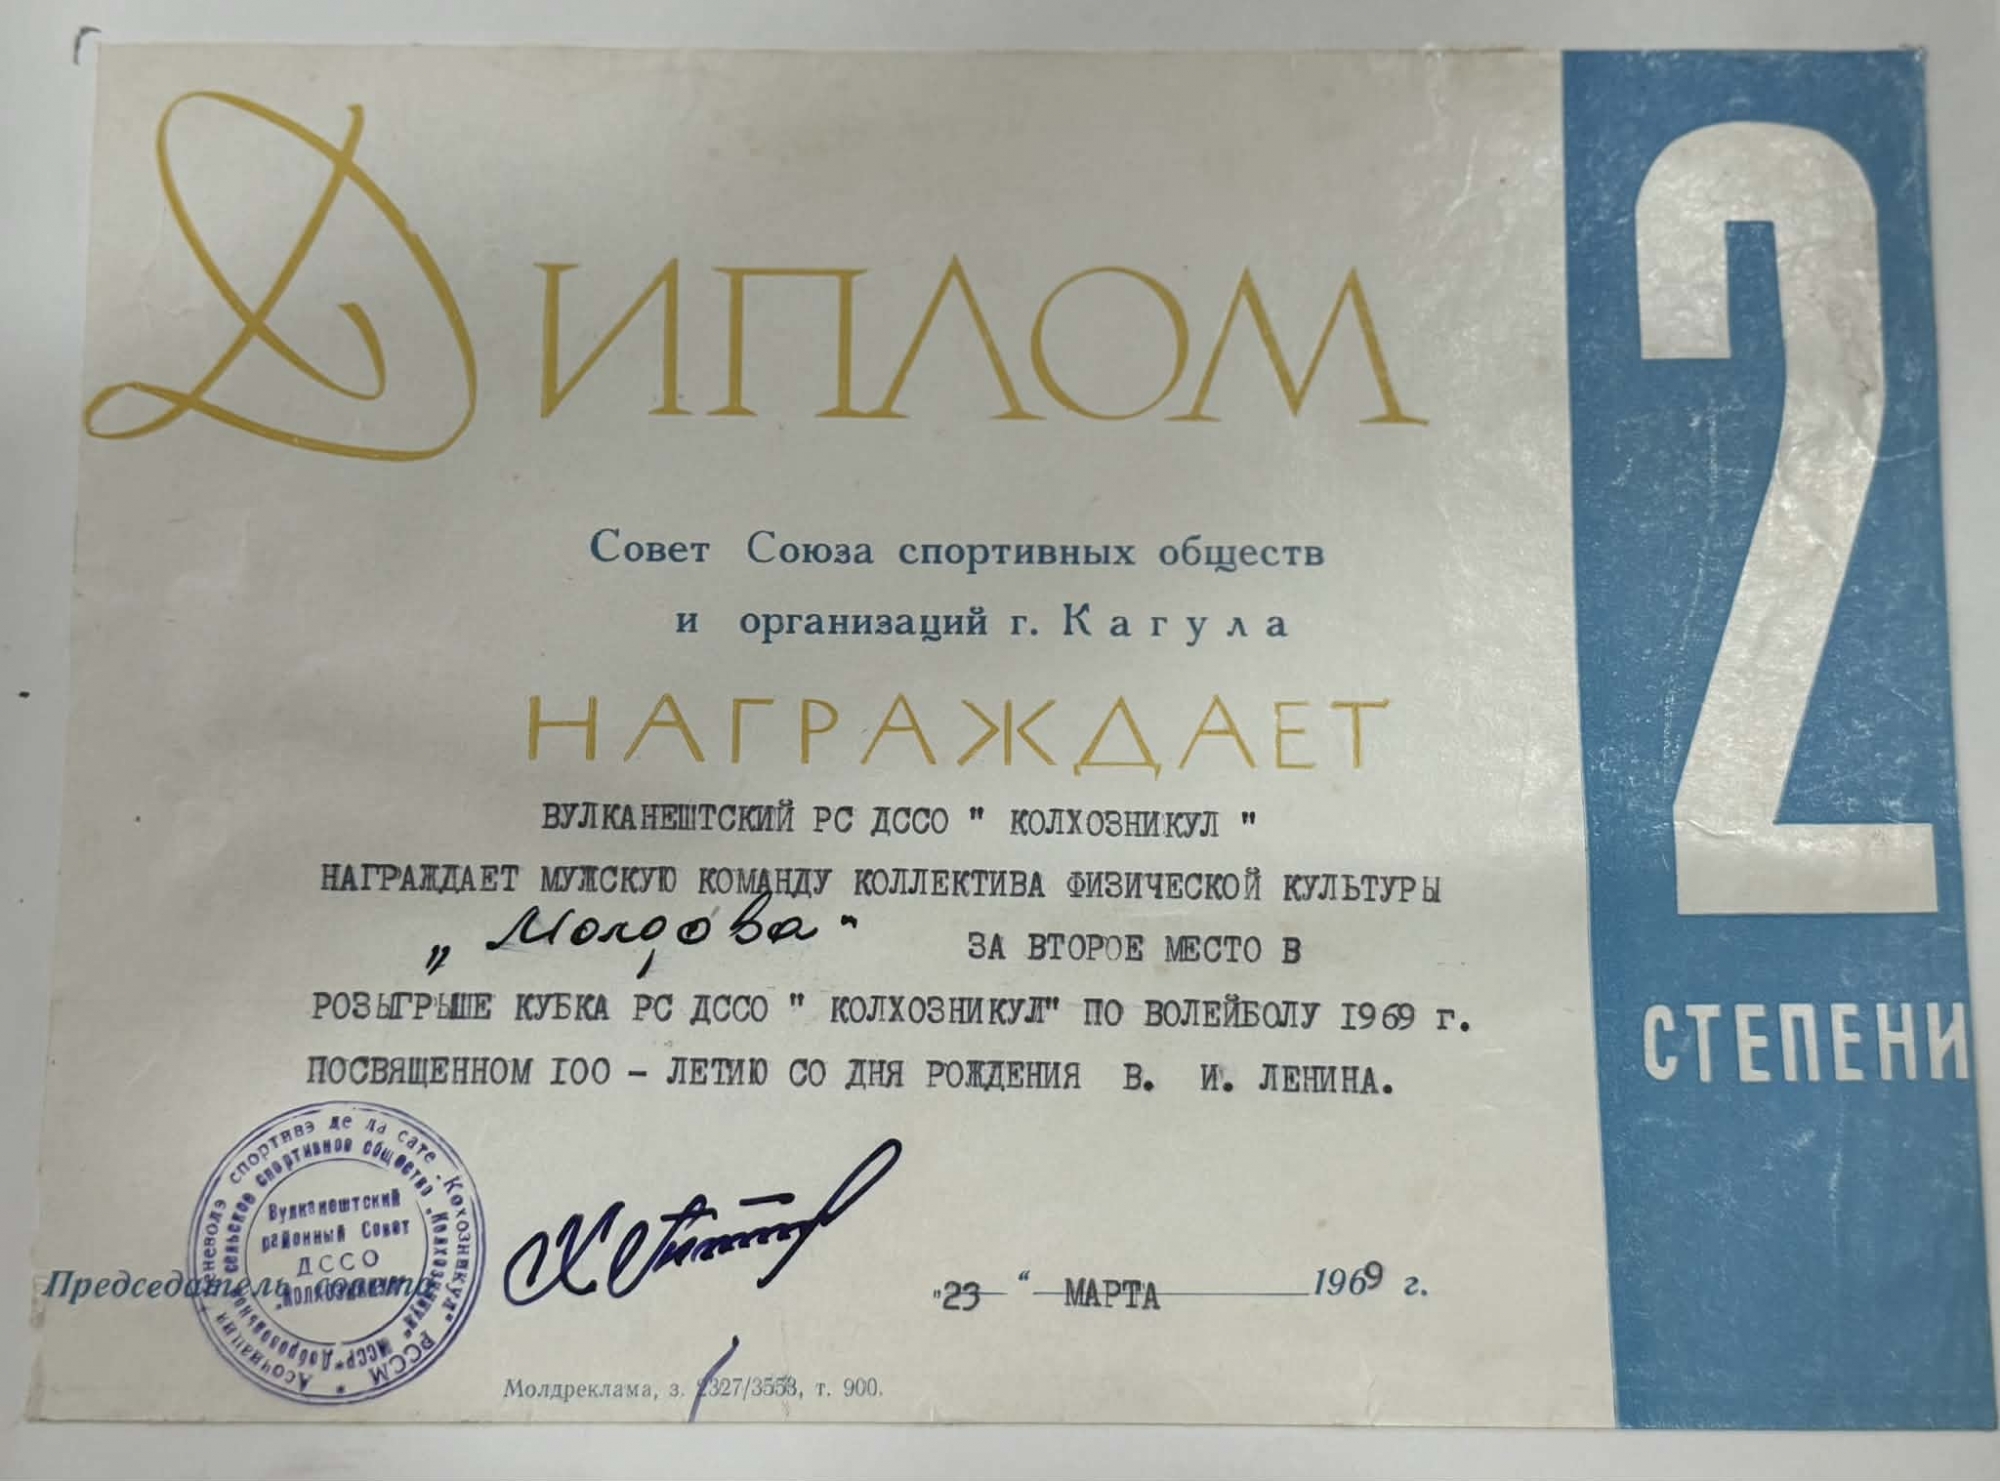 Диплом
2
СТЕПЕНИ
Совет Союза спортивных обществ
и организаций г. Кагула
НАГРАЖДАЕТ
ВУЛКАНЕШТСКИЙ РС ДССО " КОЛХОЗНИКУЛ "
НАГРАЖДАЕТ МУЖСКУЮ КОМАНДУ КОЛЛЕКТИВА ФИЗИЧЕСКОЙ КУЛЬТУРЫ
„ Молдова " ЗА ВТОРОЕ МЕСТО В
РОЗЫГРЫШЕ КУБКА РС ДССО " КОЛХОЗНИКУЛ" ПО ВОЛЕЙБОЛУ 1969 г.
ПОСВЯЩЕННОМ 100 - ЛЕТИЮ СО ДНЯ РОЖДЕНИЯ В. И. ЛЕНИНА.
Председатель совета
"23 " МАРТА 1969 г.
Вулканештский
районный Совет
ДССО
„КОЛХОЗНИКУЛ"
Молдреклама, з. 2327/3553, т. 900.